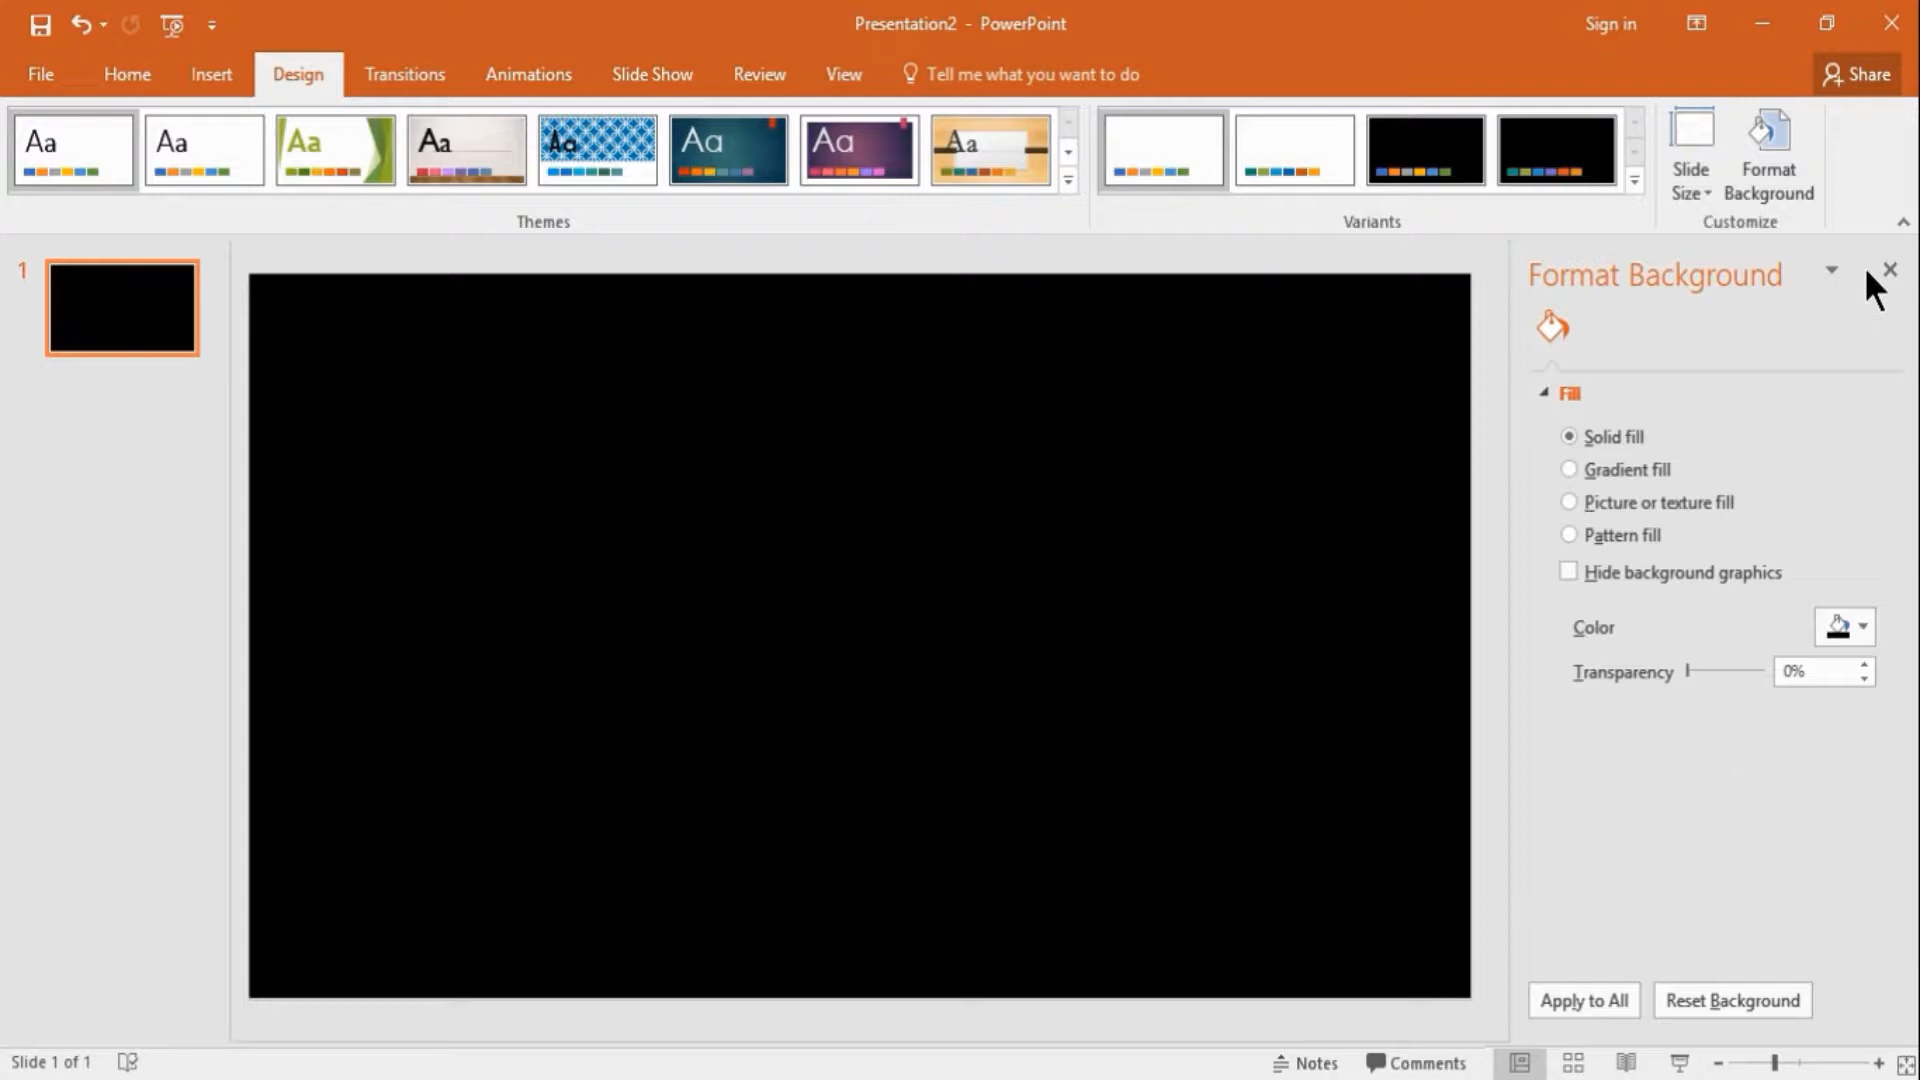 Presentation2 - PowerPoint
Sign in
File Home Insert Design Transitions Animations Slide Show Review View Tell me what you want to do Share
Aa Aa Aa Aa Aa Aa Aa Aa
Slide Size Format Background
Themes Variants Customize
1
Format Background
Fill
Solid fill
Gradient fill
Picture or texture fill
Pattern fill
Hide background graphics
Color
Transparency 0%
Apply to All Reset Background
Slide 1 of 1 Notes Comments